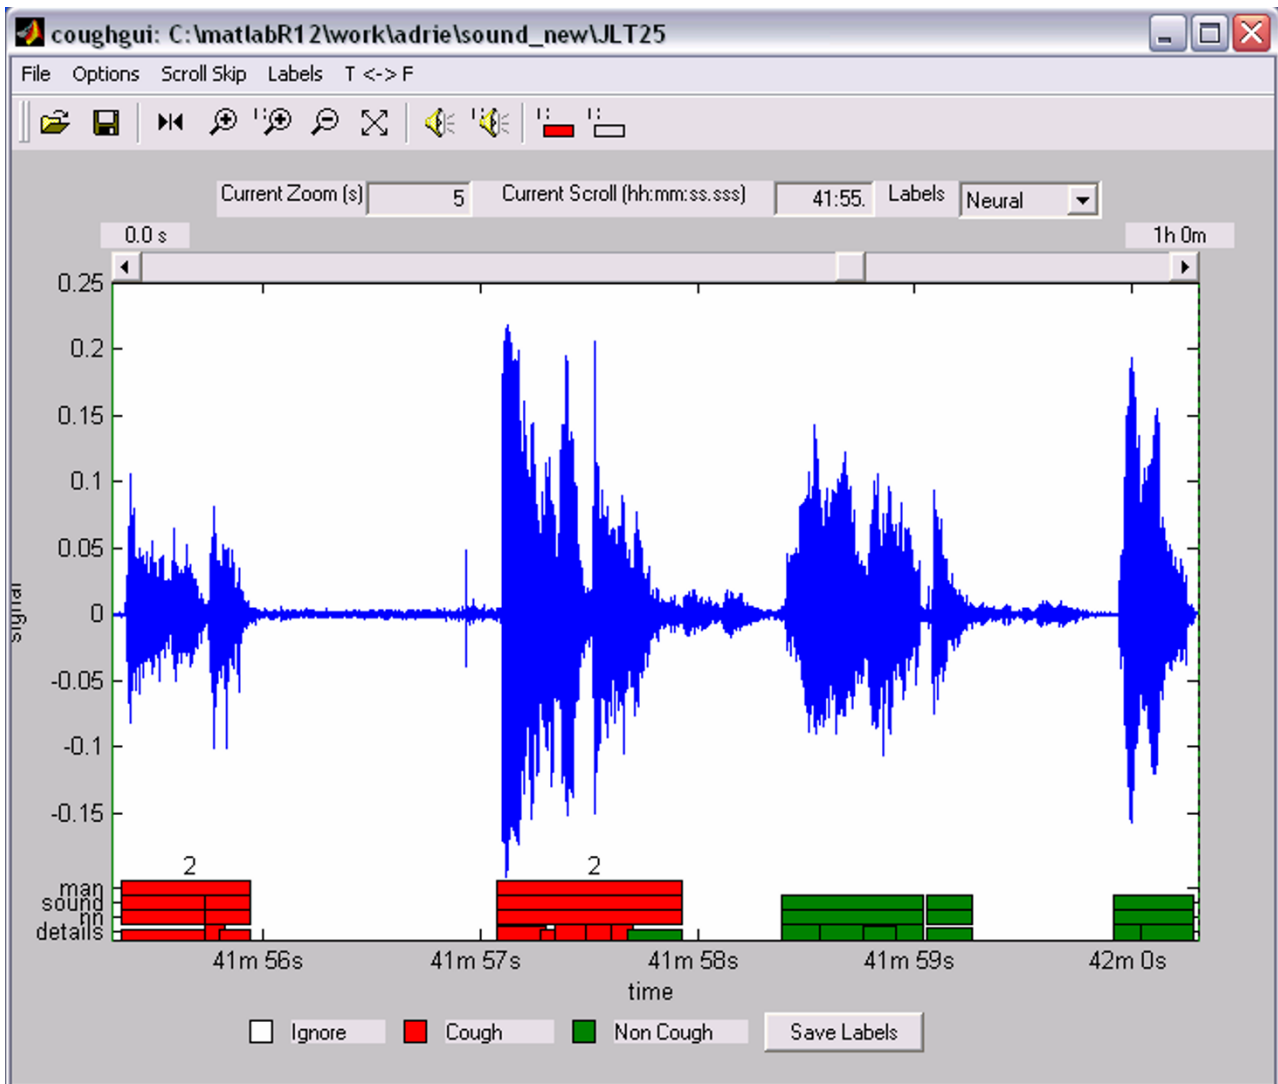 coughgui: C:\matlabR12\work\adrie\sound_new\JLT25
File Options Scroll Skip Labels T <-> F
Current Zoom (s) 5 Current Scroll (hh:mm:ss.sss) 41:55. Labels Neural
0.0 s 1h 0m
0.25
0.2
0.15
0.1
0.05
0
-0.05
-0.1
-0.15
signal
2 2
man
sound
nn
details
41m 56s 41m 57s 41m 58s 41m 59s 42m 0s
time
Ignore Cough Non Cough Save Labels